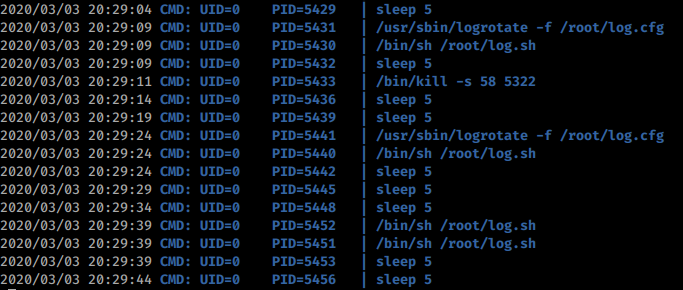 2020/03/03 20:29:04 CMD: UID=0    PID=5429   | sleep 5
2020/03/03 20:29:09 CMD: UID=0    PID=5431   | /usr/sbin/logrotate -f /root/log.cfg
2020/03/03 20:29:09 CMD: UID=0    PID=5430   | /bin/sh /root/log.sh
2020/03/03 20:29:09 CMD: UID=0    PID=5432   | sleep 5
2020/03/03 20:29:11 CMD: UID=0    PID=5433   | /bin/kill -s 58 5322
2020/03/03 20:29:14 CMD: UID=0    PID=5436   | sleep 5
2020/03/03 20:29:19 CMD: UID=0    PID=5439   | sleep 5
2020/03/03 20:29:24 CMD: UID=0    PID=5441   | /usr/sbin/logrotate -f /root/log.cfg
2020/03/03 20:29:24 CMD: UID=0    PID=5440   | /bin/sh /root/log.sh
2020/03/03 20:29:24 CMD: UID=0    PID=5442   | sleep 5
2020/03/03 20:29:29 CMD: UID=0    PID=5445   | sleep 5
2020/03/03 20:29:34 CMD: UID=0    PID=5448   | sleep 5
2020/03/03 20:29:39 CMD: UID=0    PID=5452   | /bin/sh /root/log.sh
2020/03/03 20:29:39 CMD: UID=0    PID=5451   | /bin/sh /root/log.sh
2020/03/03 20:29:39 CMD: UID=0    PID=5453   | sleep 5
2020/03/03 20:29:44 CMD: UID=0    PID=5456   | sleep 5